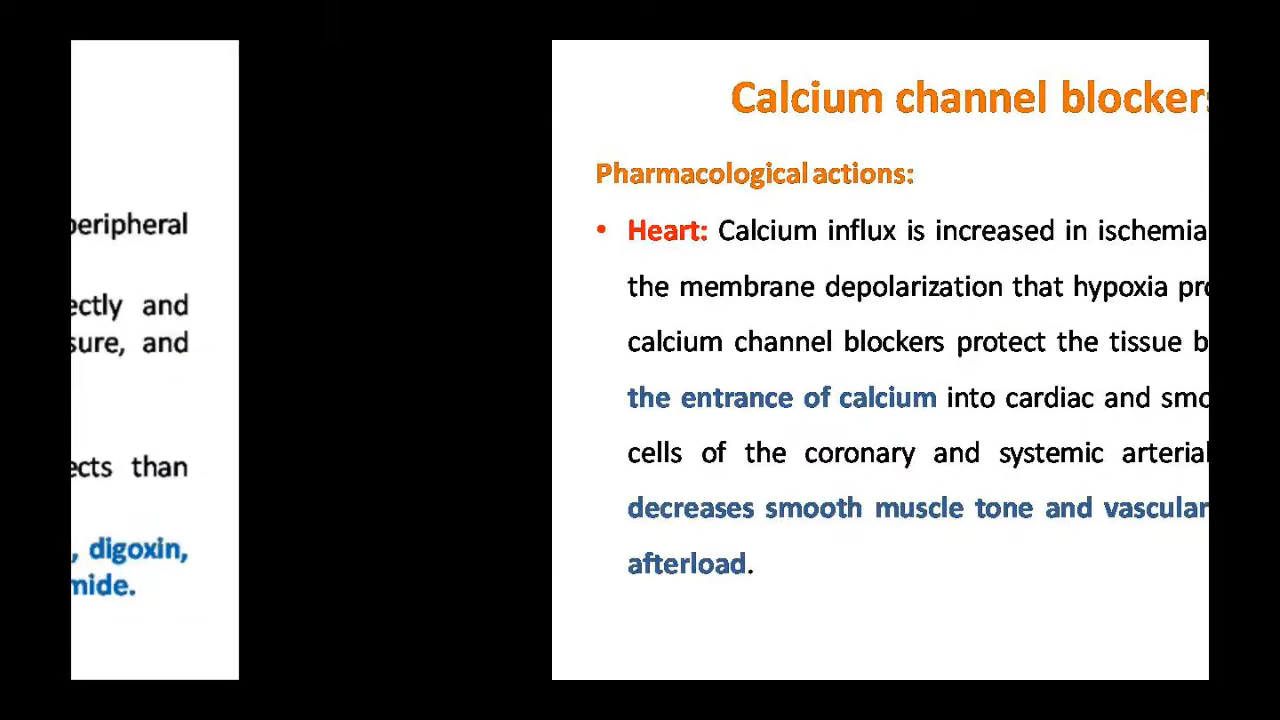 peripheral
ectly and
sure, and
ects than
, digoxin,
mide.
Calcium channel blockers
Pharmacological actions:
• Heart: Calcium influx is increased in ischemia
the membrane depolarization that hypoxia pro
calcium channel blockers protect the tissue b
the entrance of calcium into cardiac and smo
cells of the coronary and systemic arterial
decreases smooth muscle tone and vascular
afterload.